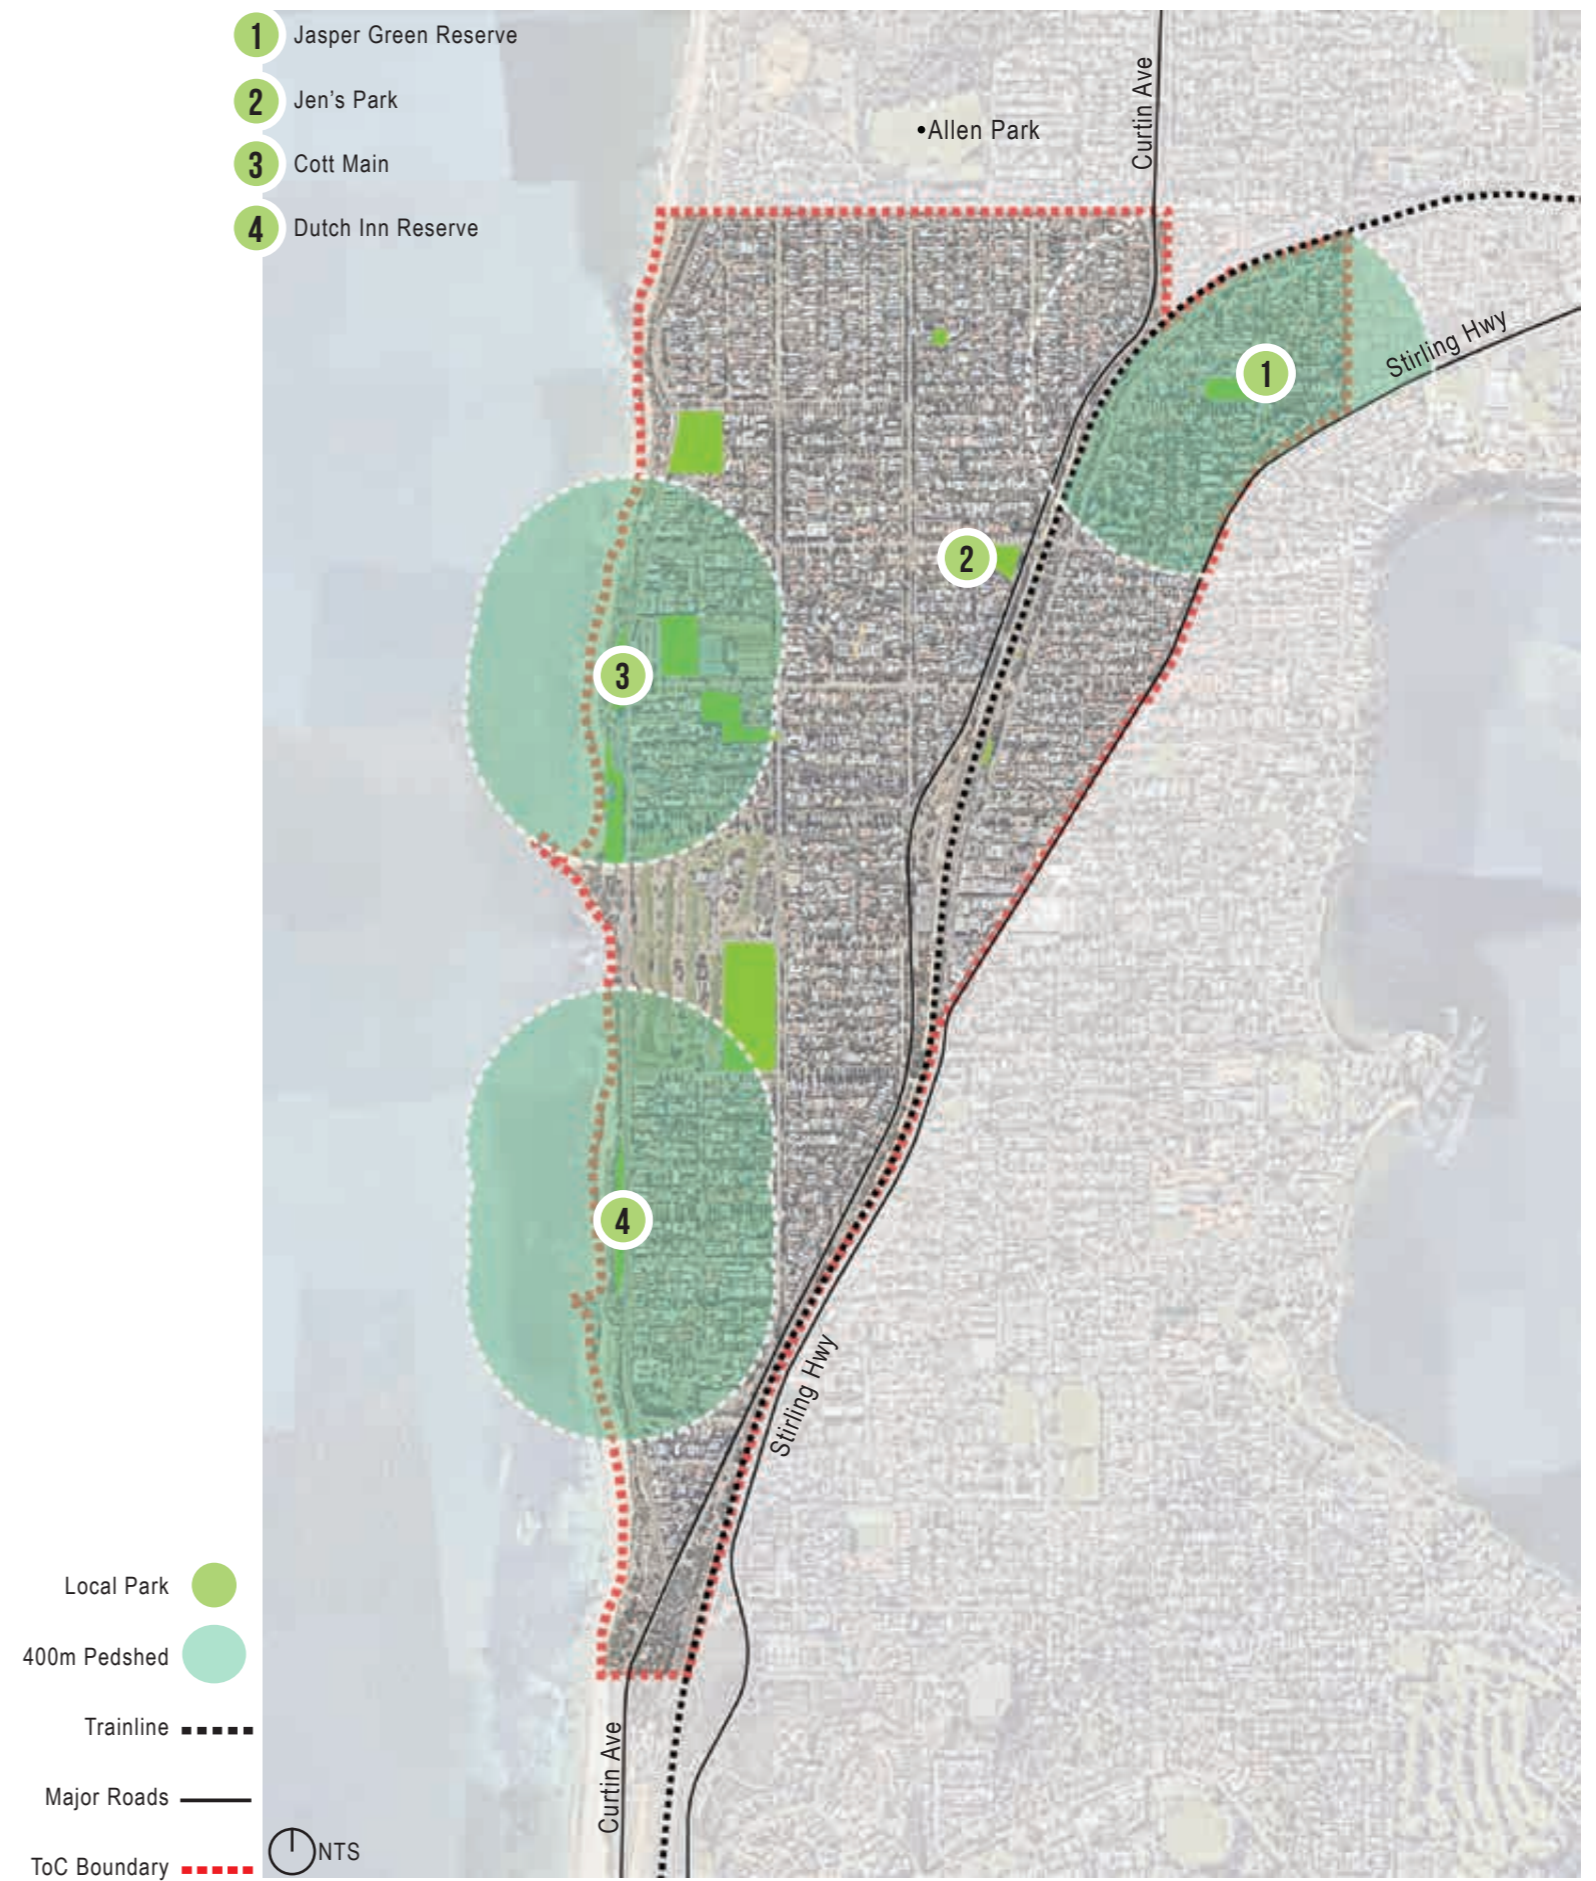 1 Jasper Green Reserve
2 Jen's Park
3 Cott Main
4 Dutch Inn Reserve
•Allen Park
Curtin Ave
Stirling Hwy
1
2
3
4
Stirling Hwy
Curtin Ave
Local Park
400m Pedshed
Trainline
Major Roads
ToC Boundary
NTS